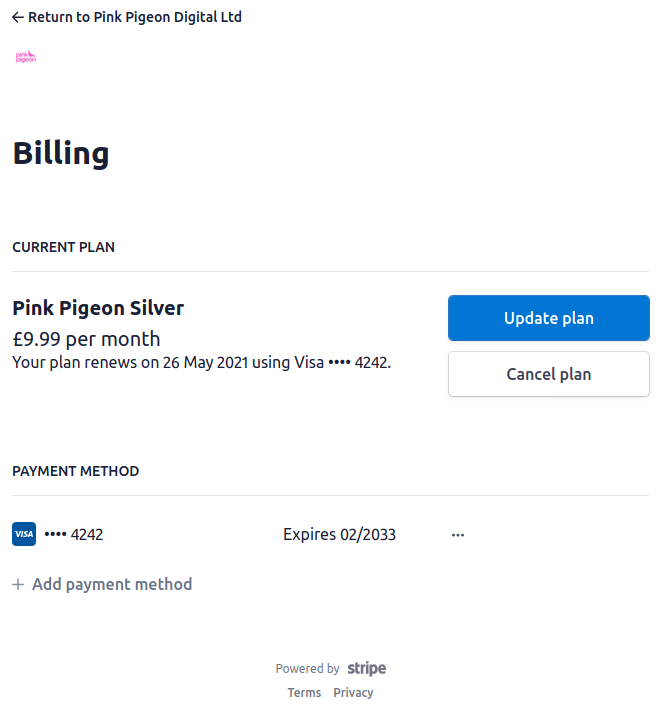 ← Return to Pink Pigeon Digital Ltd
pink
pigeon
Billing
CURRENT PLAN
Pink Pigeon Silver
£9.99 per month
Your plan renews on 26 May 2021 using Visa •••• 4242.
Update plan
Cancel plan
PAYMENT METHOD
VISA •••• 4242 Expires 02/2033 •••
+ Add payment method
Powered by stripe
Terms Privacy